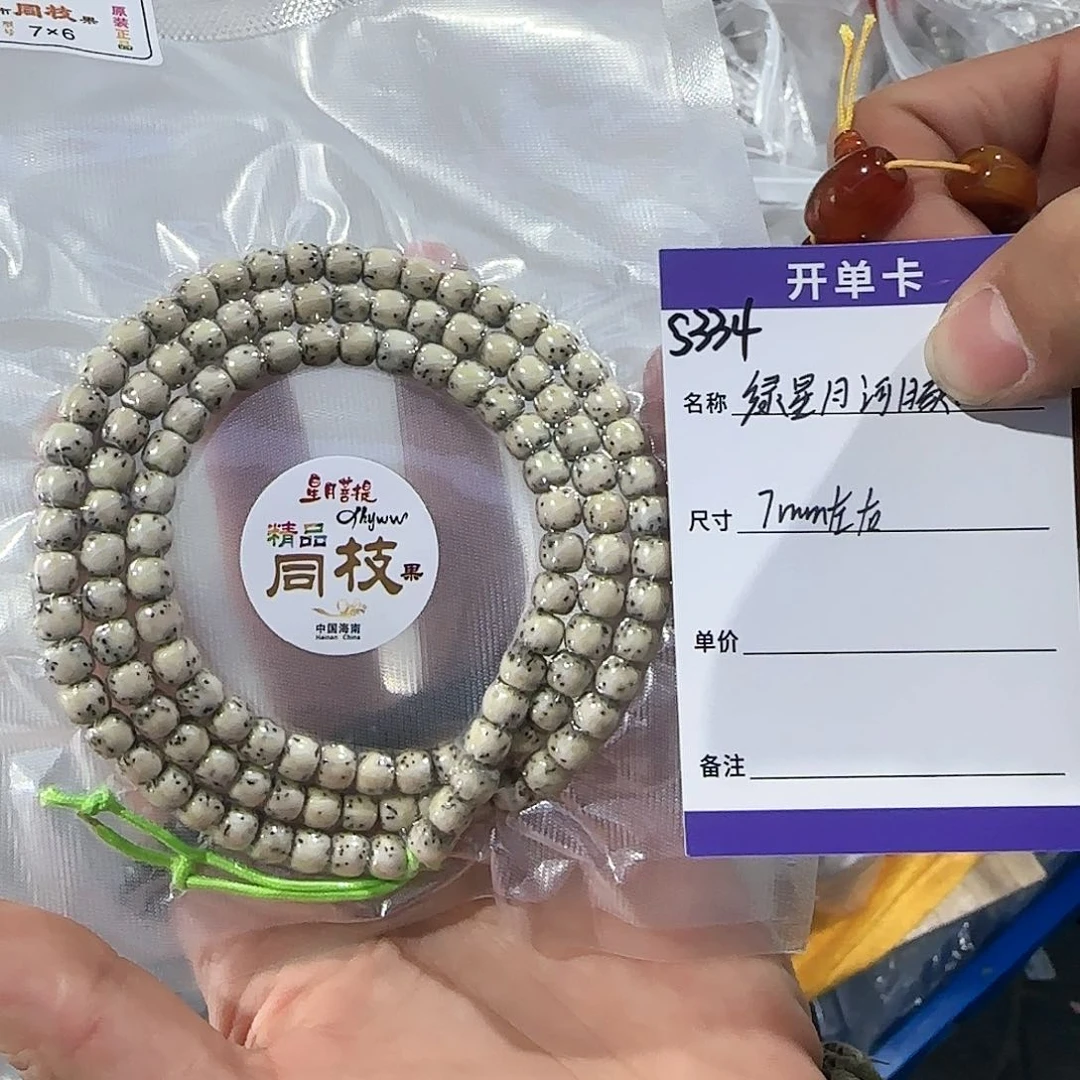 同枝果
原装正品
7×6
开单卡
S334
名称 绿星月河
尺寸 7mm左右
单价
备注
星月菩提
精品
同枝果
中国海南
Hainan China